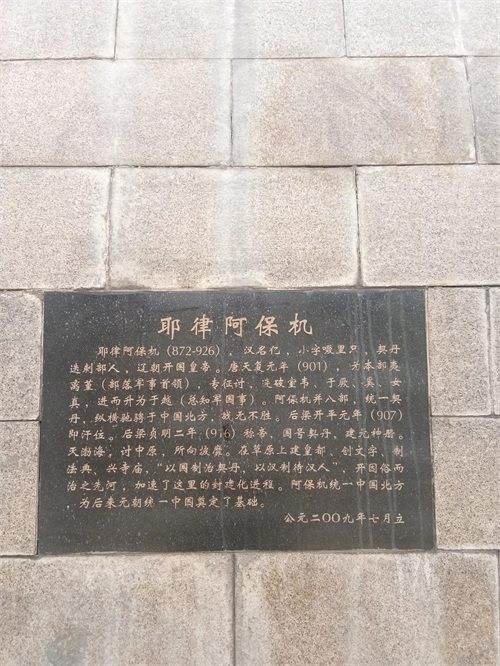 耶律阿保机
耶律阿保机（872-926），汉名亿，小字啜里只，契丹
迭剌部人，辽朝开国皇帝。唐天复元年（901），为本部夷
离堇（部落军事首领），专征讨，连破室韦、于厥、奚、女
真，进而升为于越（总知军国事）。阿保机并八部，统一契
丹，纵横驰骋于中国北方，战无不胜。后梁开平元年（907）
即汗位。后梁贞明二年（916）称帝，国号契丹，建元神册。
灭渤海，讨中原，所向披靡。在草原上建皇都，创文字，制
法典，兴寺庙，“以国制治契丹，以汉制待汉人”，开因俗而
治之先河，加速了这里的封建化进程。阿保机统一中国北方
为后来元朝统一中国奠定了基础。
公元二〇〇九年七月立